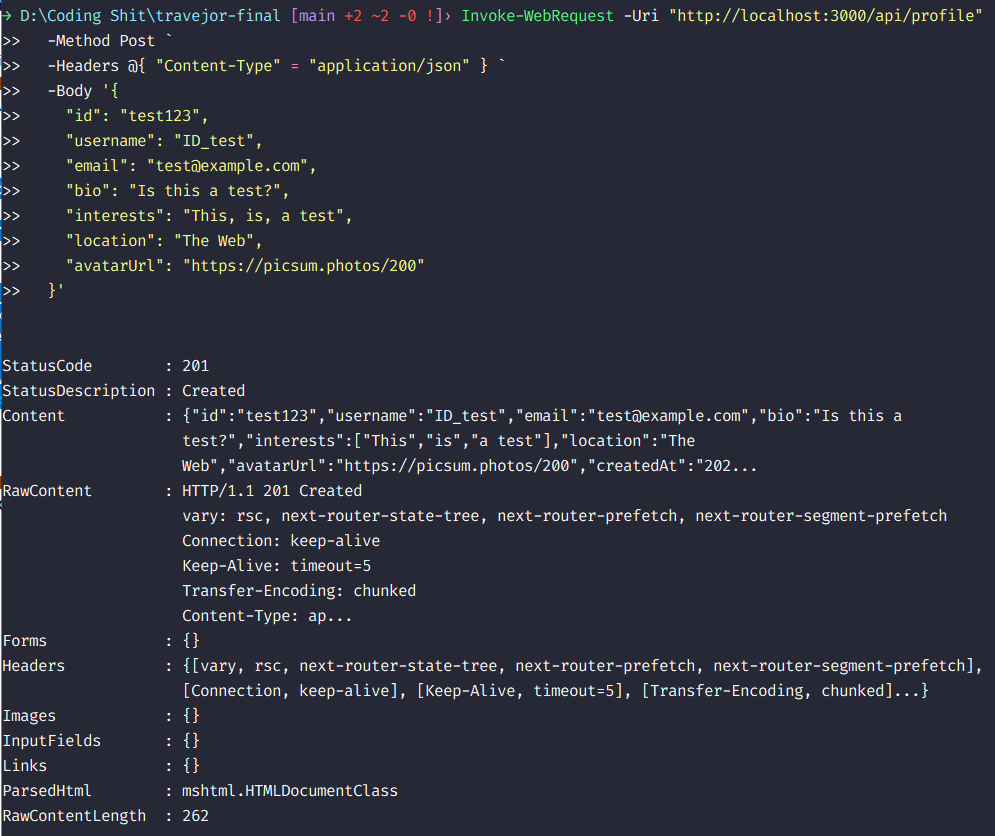 → D:\Coding Shit\travejor-final [main +2 ~2 -0 !]› Invoke-WebRequest -Uri "http://localhost:3000/api/profile"
>>   -Method Post `
>>   -Headers @{ "Content-Type" = "application/json" } `
>>   -Body '{
>>     "id": "test123",
>>     "username": "ID_test",
>>     "email": "test@example.com",
>>     "bio": "Is this a test?",
>>     "interests": "This, is, a test",
>>     "location": "The Web",
>>     "avatarUrl": "https://picsum.photos/200"
>>   }'
StatusCode        : 201
StatusDescription : Created
Content           : {"id":"test123","username":"ID_test","email":"test@example.com","bio":"Is this a
                    test?","interests":["This","is","a test"],"location":"The
                    Web","avatarUrl":"https://picsum.photos/200","createdAt":"202...
RawContent        : HTTP/1.1 201 Created
                    vary: rsc, next-router-state-tree, next-router-prefetch, next-router-segment-prefetch
                    Connection: keep-alive
                    Keep-Alive: timeout=5
                    Transfer-Encoding: chunked
                    Content-Type: ap...
Forms             : {}
Headers           : {[vary, rsc, next-router-state-tree, next-router-prefetch, next-router-segment-prefetch],
                    [Connection, keep-alive], [Keep-Alive, timeout=5], [Transfer-Encoding, chunked]...}
Images            : {}
InputFields       : {}
Links             : {}
ParsedHtml        : mshtml.HTMLDocumentClass
RawContentLength  : 262